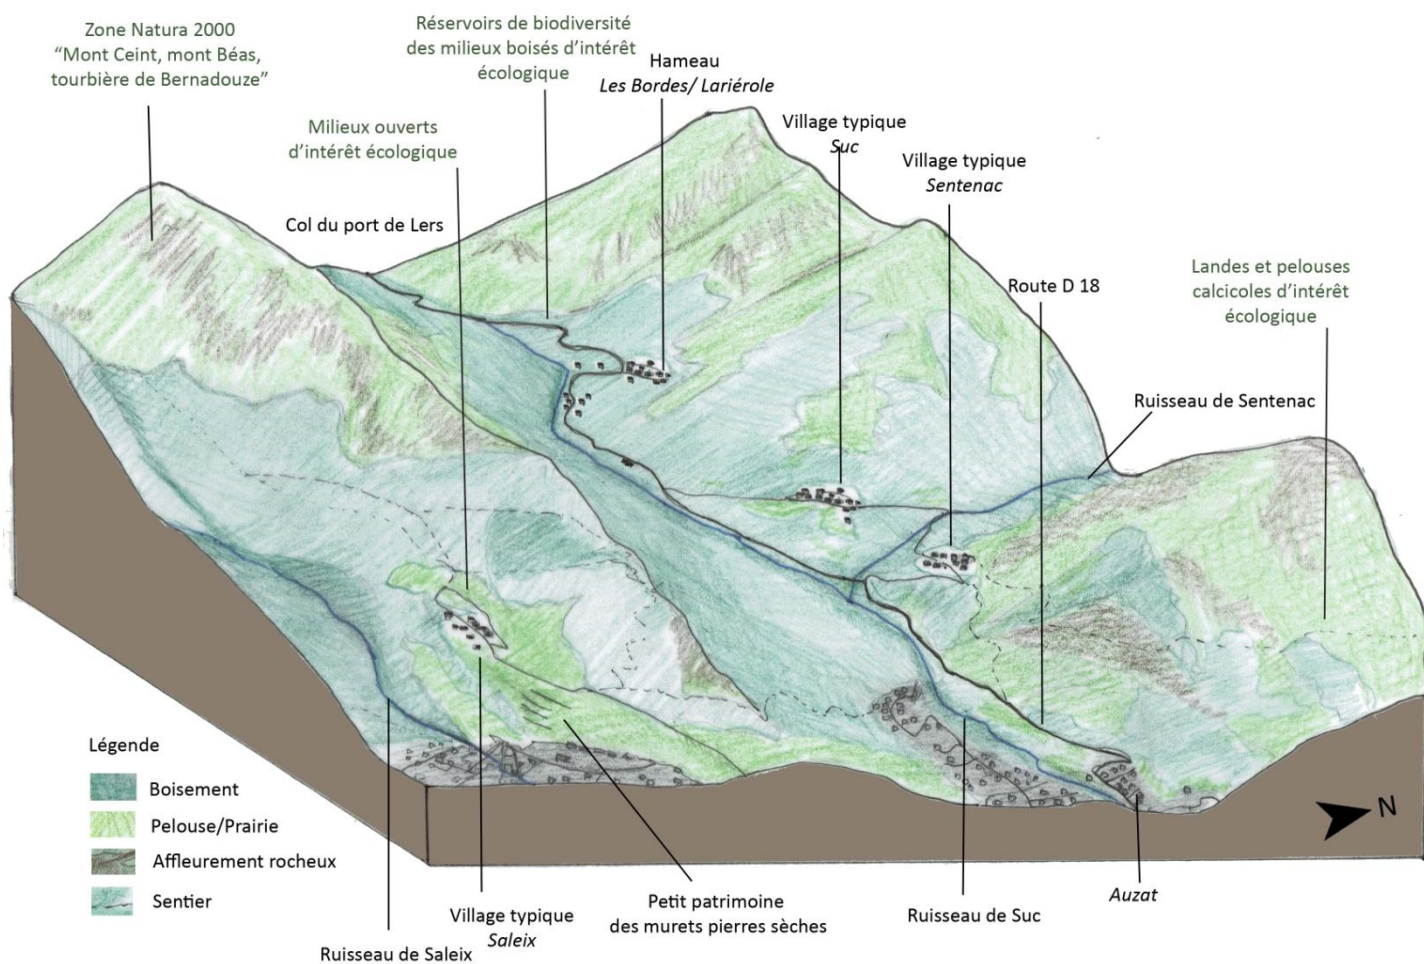 Zone Natura 2000
“Mont Ceint, mont Béas,
tourbière de Bernadouze”
Réservoirs de biodiversité
des milieux boisés d’intérêt
écologique
Hameau
Les Bordes/ Lariérole
Milieux ouverts
d’intérêt écologique
Village typique
Suc
Village typique
Sentenac
Col du port de Lers
Route D 18
Landes et pelouses
calcicoles d’intérêt
écologique
Ruisseau de Sentenac
Légende
Boisement
Pelouse/Prairie
Affleurement rocheux
Sentier
Ruisseau de Saleix
Village typique
Saleix
Petit patrimoine
des murets pierres sèches
Ruisseau de Suc
Auzat
N